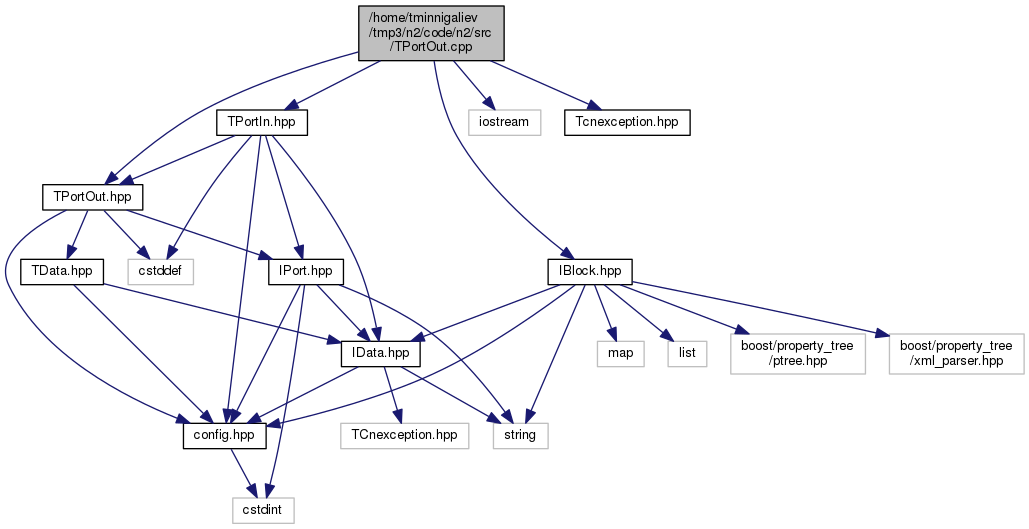 /home/tminnigaliev
/tmp3/n2/code/n2/src
/TPortOut.cpp
TPortIn.hpp
iostream
Tcnexception.hpp
TPortOut.hpp
TData.hpp
cstddef
IPort.hpp
IBlock.hpp
IData.hpp
map
list
boost/property_tree
/ptree.hpp
boost/property_tree
/xml_parser.hpp
config.hpp
TCnexception.hpp
string
cstdint